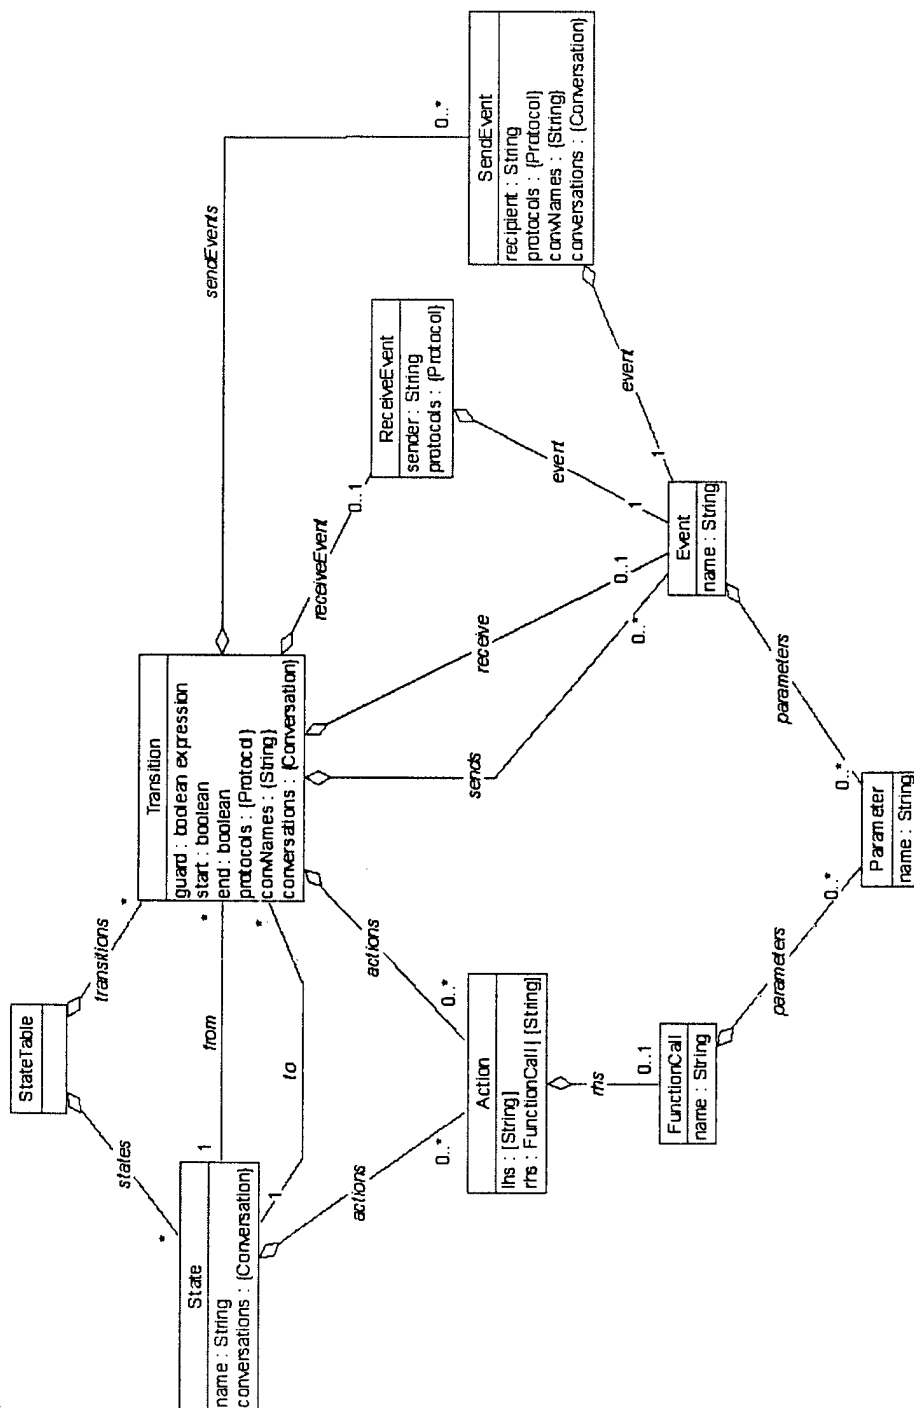 StateTable
states
*
transitions
*
State
name : String
conversations : {Conversation}
1
from
*
1
to
*
Transition
guard : boolean expression
start : boolean
end : boolean
protocols : {Protocol}
convNames : {String}
conversations : {Conversation}
sendEvents
0..*
receiveEvent
0..1
ReceiveEvent
sender : String
protocols : {Protocol}
SendEvent
recipient : String
protocols : {Protocol}
convNames : {String}
conversations : {Conversation}
actions
0..*
actions
0..*
sends
0..*
receive
0..1
event
1
event
1
Action
lhs : [String]
rhs : FunctionCall | [String]
rhs
0..1
Event
name : String
FunctionCall
name : String
parameters
0..*
parameters
0..*
Parameter
name : String